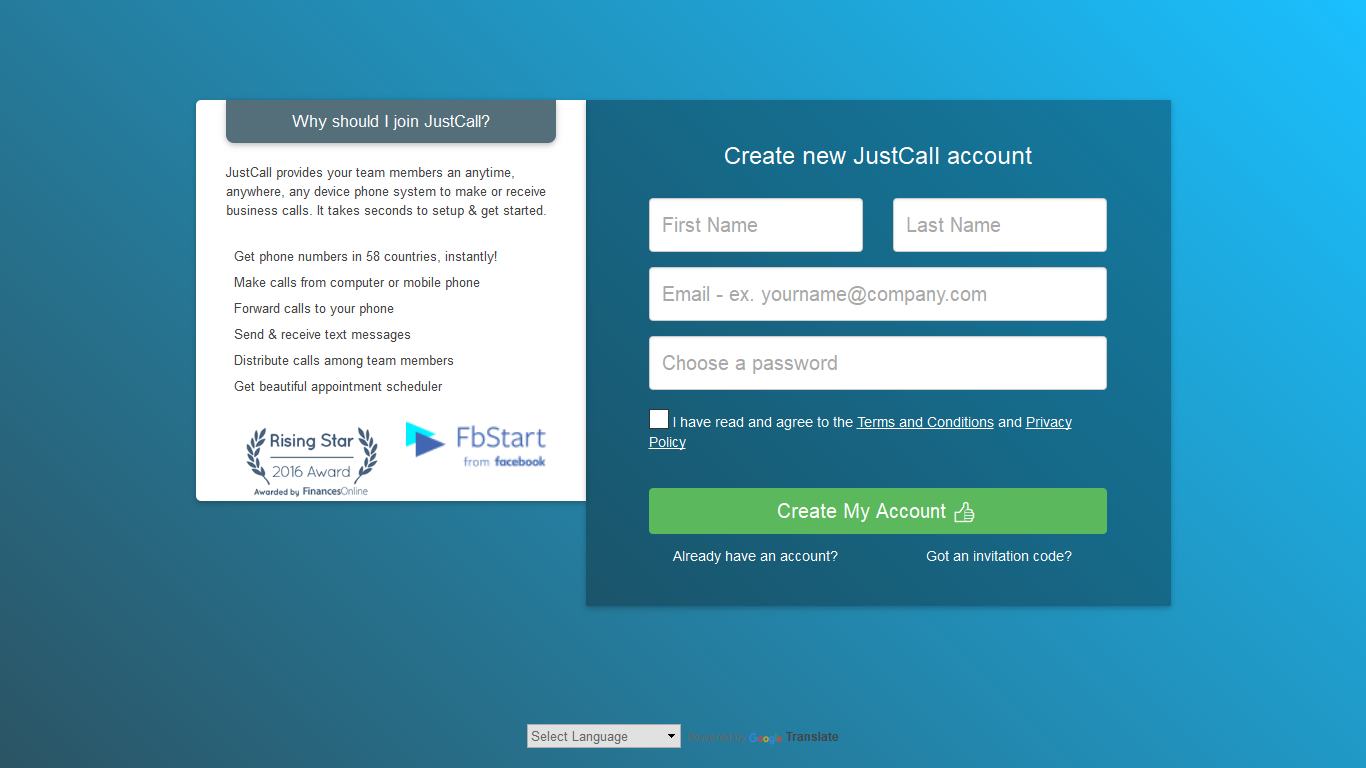 Why should I join JustCall?
JustCall provides your team members an anytime,
anywhere, any device phone system to make or receive
business calls. It takes seconds to setup & get started.
Get phone numbers in 58 countries, instantly!
Make calls from computer or mobile phone
Forward calls to your phone
Send & receive text messages
Distribute calls among team members
Get beautiful appointment scheduler
Rising Star
2016 Award
Awarded by FinancesOnline
FbStart
from facebook
Create new JustCall account
First Name
Last Name
Email - ex. yourname@company.com
Choose a password
I have read and agree to the Terms and Conditions and Privacy
Policy
Create My Account
Already have an account?
Got an invitation code?
Select Language
Powered by Google Translate